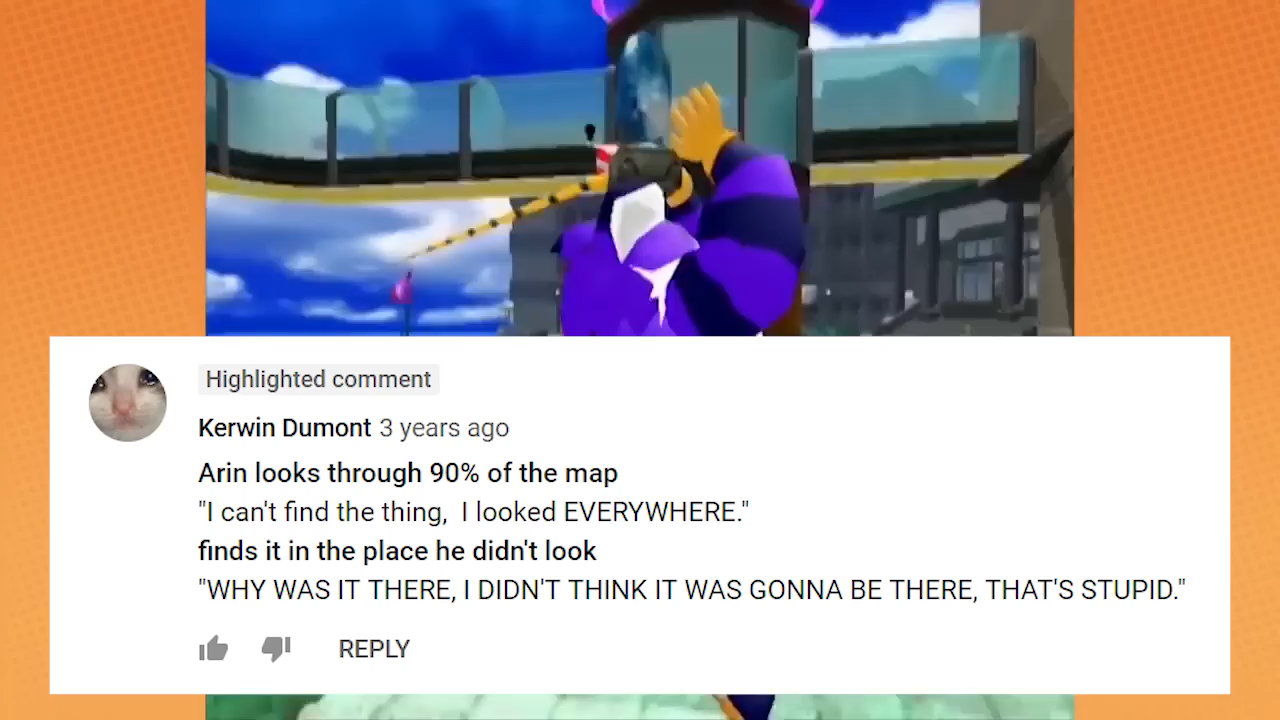 Highlighted comment
Kerwin Dumont 3 years ago
Arin looks through 90% of the map
"I can't find the thing,  I looked EVERYWHERE."
finds it in the place he didn't look
"WHY WAS IT THERE, I DIDN'T THINK IT WAS GONNA BE THERE, THAT'S STUPID."
REPLY